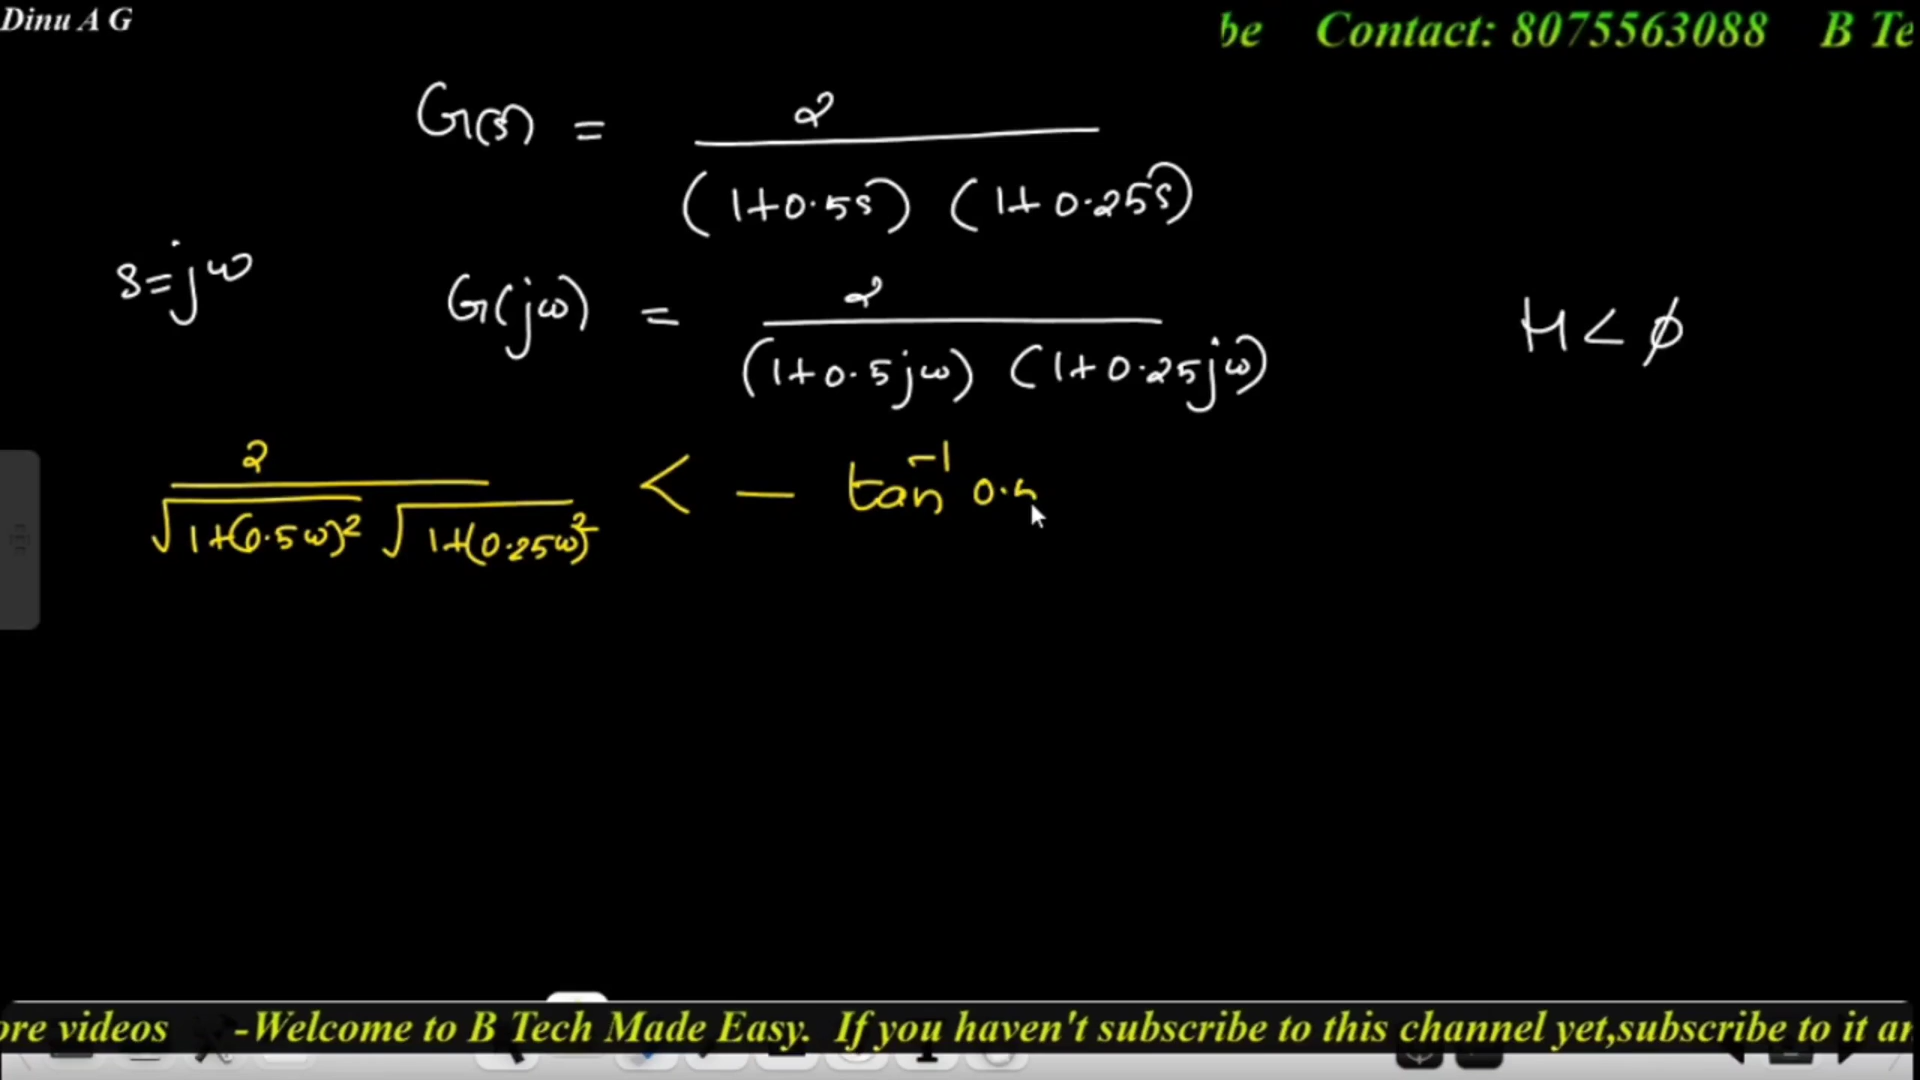 Dinu A G
be Contact: 8075563088 B Te
G(s) = 2 / (1+0.5s) (1+0.25s)
s=jω
G(jω) = 2 / (1+0.5jω) (1+0.25jω)
M < ϕ
2 / √1+(0.5ω)² √1+(0.25ω)² < − tan⁻¹ 0.
ore videos -Welcome to B Tech Made Easy. If you haven't subscribe to this channel yet,subscribe to it an